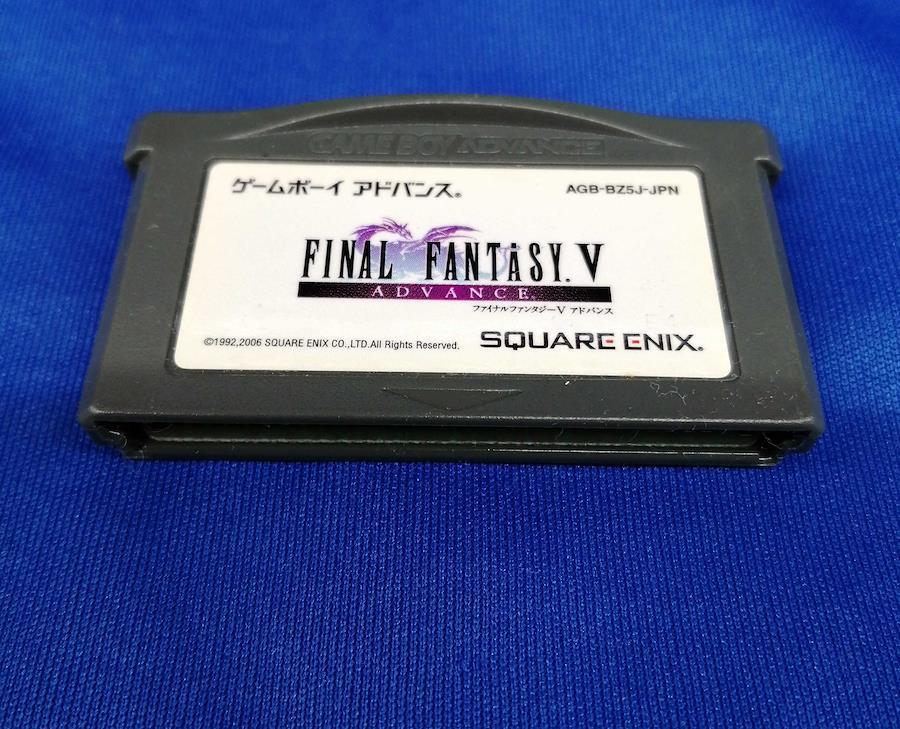 GAME BOY ADVANCE
ゲームボーイ アドバンス®
AGB-BZ5J-JPN
FINAL FANTASY V
ADVANCE
ファイナルファンタジーV アドバンス
©1992,2006 SQUARE ENIX CO.,LTD.All Rights Reserved.
SQUARE ENIX®